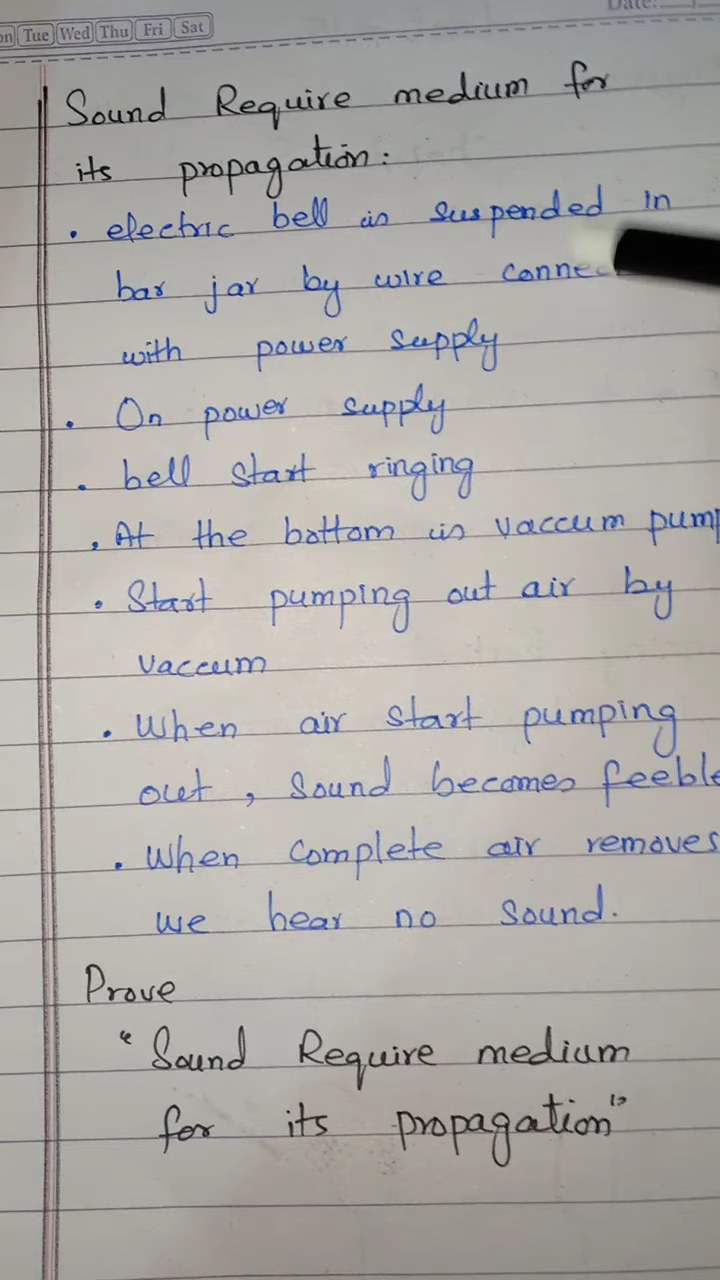 Tue Wed Thu Fri Sat
Sound Require medium for
its propagation:
• electric bell is suspended in
bar jar by wire
with power supply
• On power supply
• bell start ringing
• At the bottom is vaccum pump
• Start pumping out air by
vaccum
• When air start pumping
out, sound becomes feeble
• When complete air removes
we hear no sound.
Prove
"Sound Require medium
for its propagation"